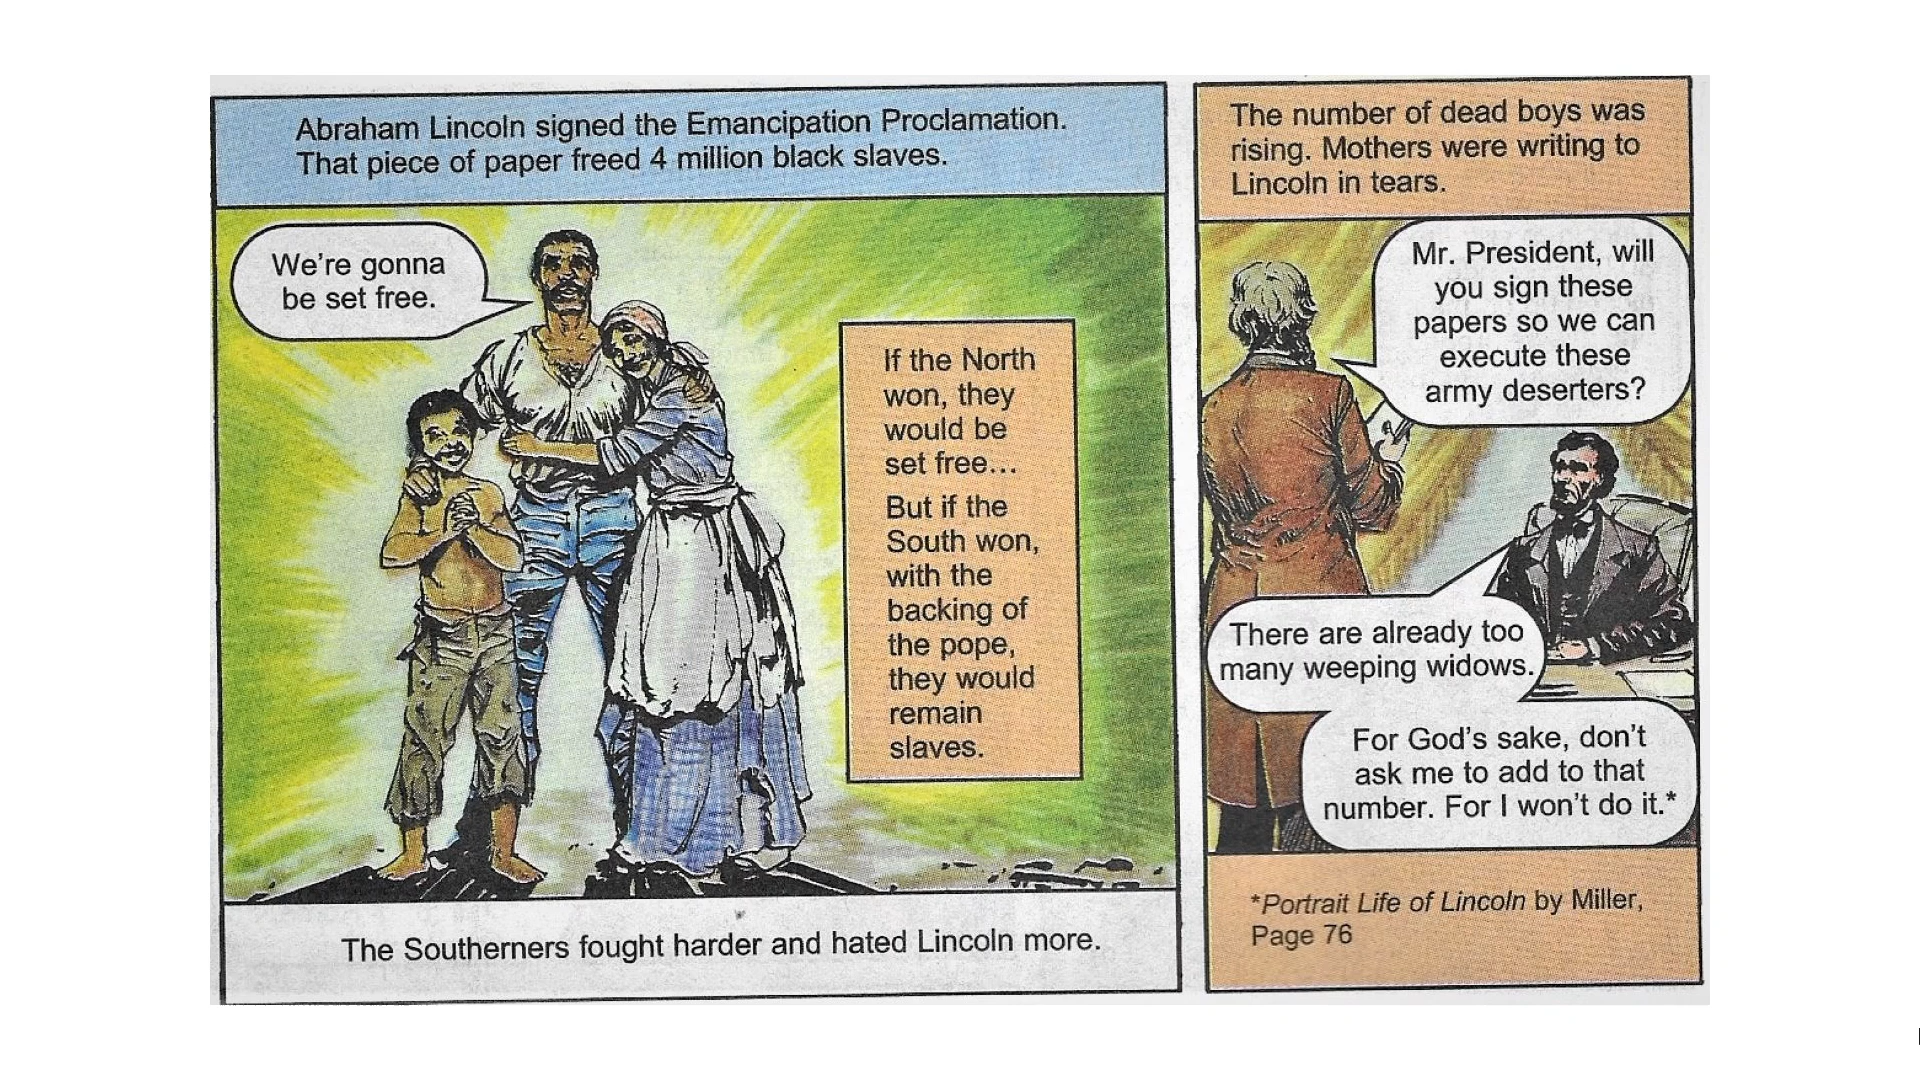 Abraham Lincoln signed the Emancipation Proclamation.
That piece of paper freed 4 million black slaves.
We're gonna
be set free.
If the North
won, they
would be
set free...
But if the
South won,
with the
backing of
the pope,
they would
remain
slaves.
The Southerners fought harder and hated Lincoln more.
The number of dead boys was
rising. Mothers were writing to
Lincoln in tears.
Mr. President, will
you sign these
papers so we can
execute these
army deserters?
There are already too
many weeping widows.
For God's sake, don't
ask me to add to that
number. For I won't do it.*
*Portrait Life of Lincoln by Miller,
Page 76